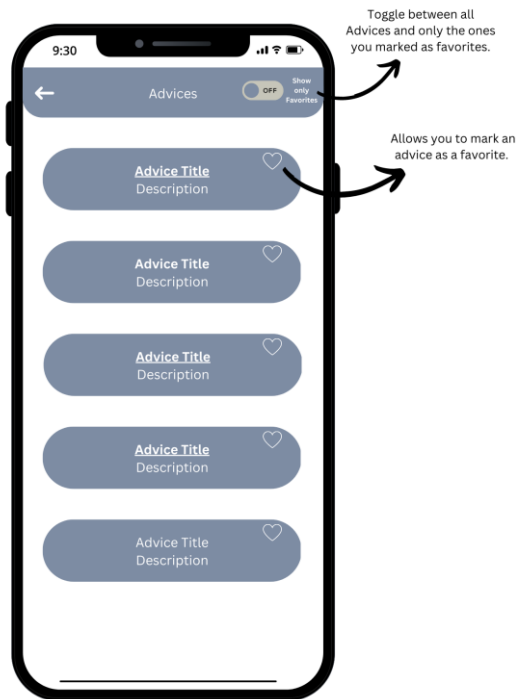 Toggle between all
Advices and only the ones
you marked as favorites.
9:30
Advices
OFF
Show
only
Favorites
Allows you to mark an
advice as a favorite.
Advice Title
Description
Advice Title
Description
Advice Title
Description
Advice Title
Description
Advice Title
Description